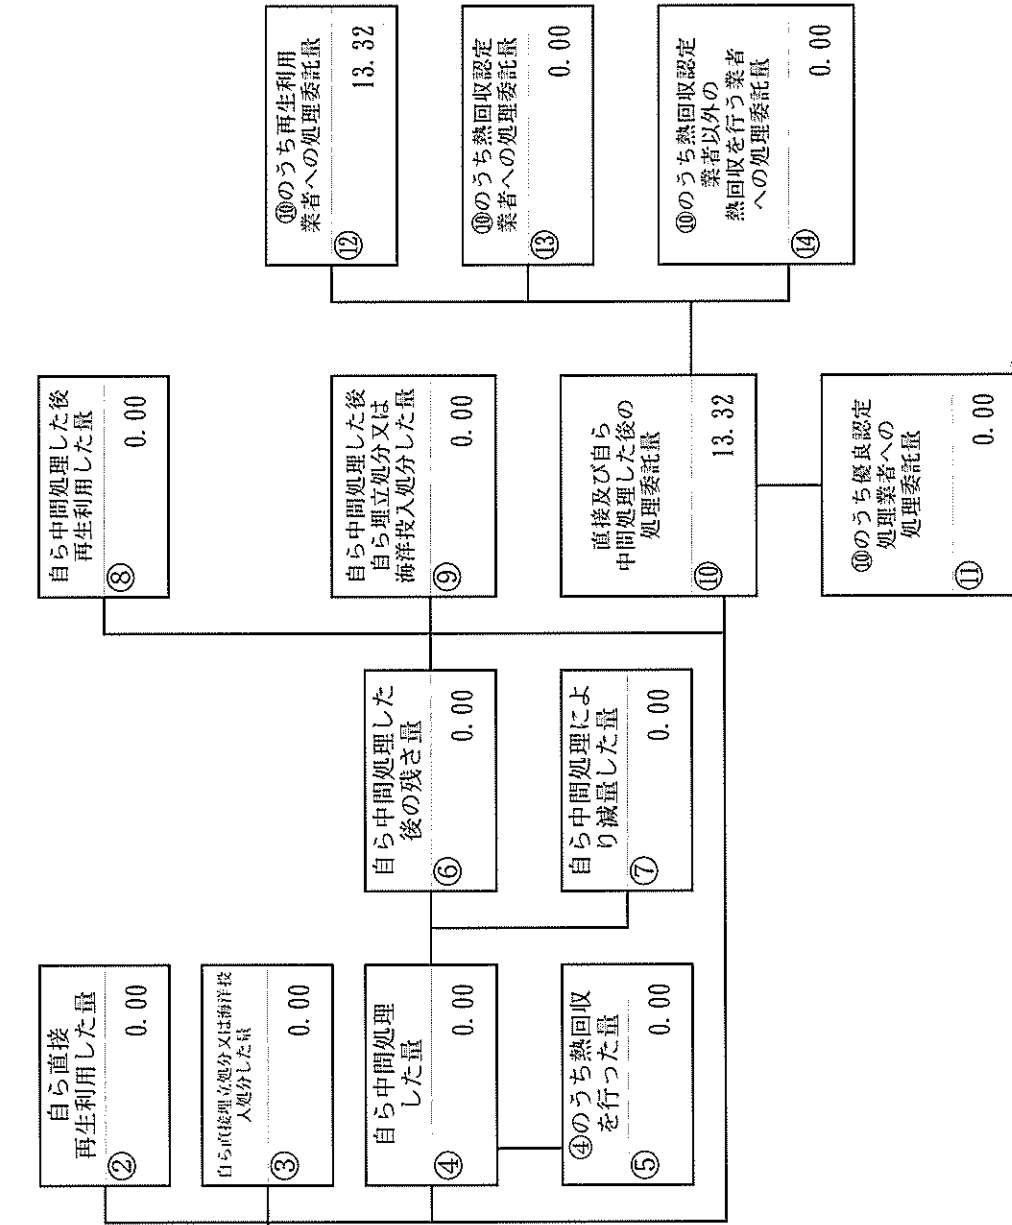 自ら直接
再生利用した量
②
0.00
自ら直接埋立処分又は海洋投
入処分した量
③
0.00
自ら中間処理
した量
④
0.00
④のうち熱回収
を行った量
⑤
0.00
自ら中間処理した
後の残さ量
⑥
0.00
自ら中間処理によ
り減量した量
⑦
0.00
自ら中間処理した後
再生利用した量
⑧
0.00
自ら中間処理した後
自ら埋立処分又は
海洋投入処分した量
⑨
0.00
直接及び自ら
中間処理した後の
処理委託量
⑩
13.32
⑩のうち優良認定
処理業者への
処理委託量
⑪
0.00
⑩のうち再生利用
業者への処理委託量
⑫
13.32
⑩のうち熱回収認定
業者への処理委託量
⑬
0.00
⑩のうち熱回収認定
業者以外の
熱回収を行う業者
への処理委託量
⑭
0.00